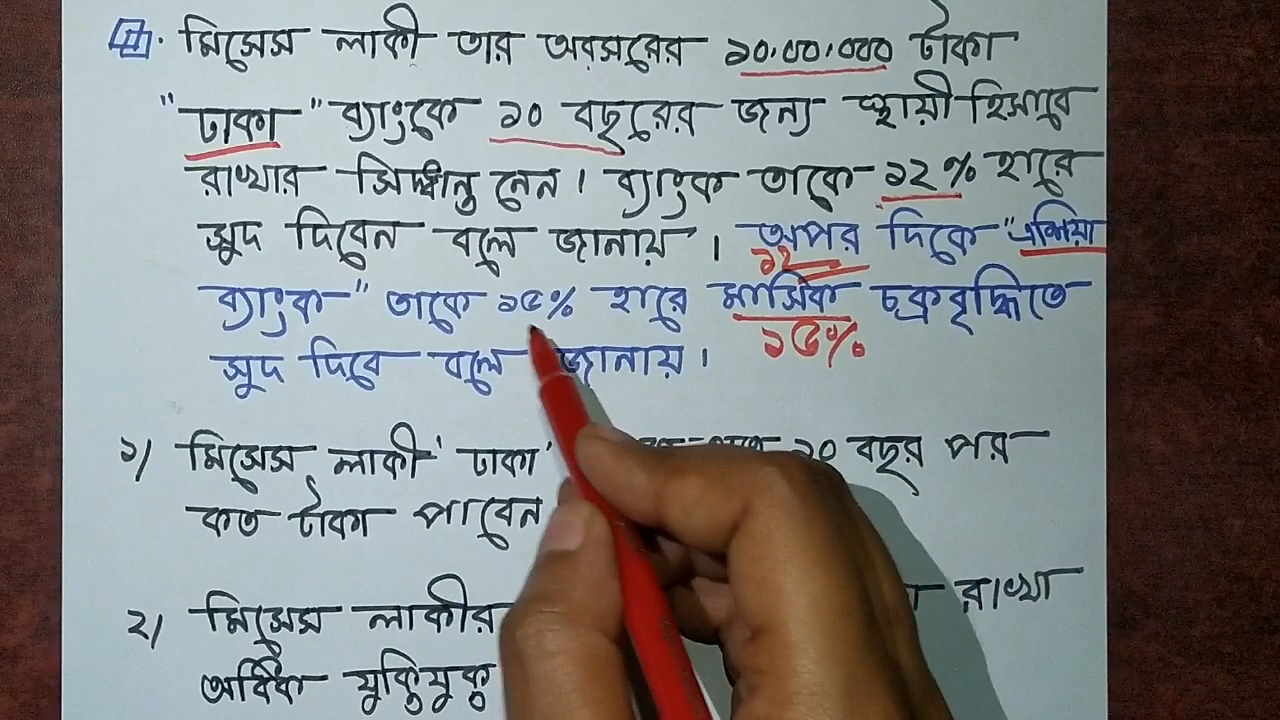 মিসেস লাকী তার অবসরের ১০,০০,০০০ টাকা
"ঢাকা" ব্যাংকে ১০ বছরের জন্য স্থায়ী হিসাবে
রাখার সিদ্ধান্ত নেন। ব্যাংক তাকে ১২% হারে
সুদ দিবেন বলে জানায়। অপর দিকে "এশিয়া
১২
ব্যাংক" তাকে ১৫% হারে মাসিক চক্রবৃদ্ধিতে
১৫%
সুদ দিবে বলে জানায়।
১) মিসেস লাকী 'ঢাকা' ১০ বছর পর
কত টাকা পাবেন
২) মিসেস লাকীর রাখা
অধিক যুক্তিযুক্ত